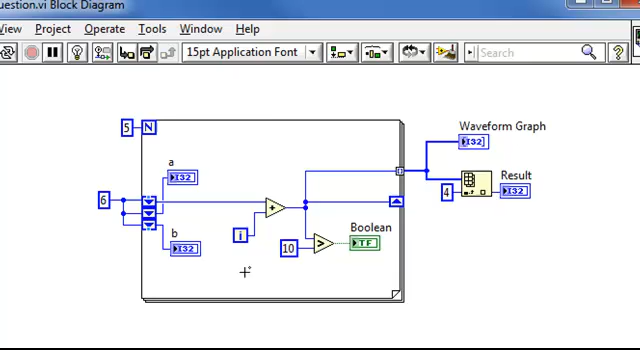 uestion.vi Block Diagram
View Project Operate Tools Window Help
15pt Application Font
Search
?
Waveform Graph
5 N
[I32]
a
I32
Result
6
4
I32
+
b
i
Boolean
I32
10
>
TF